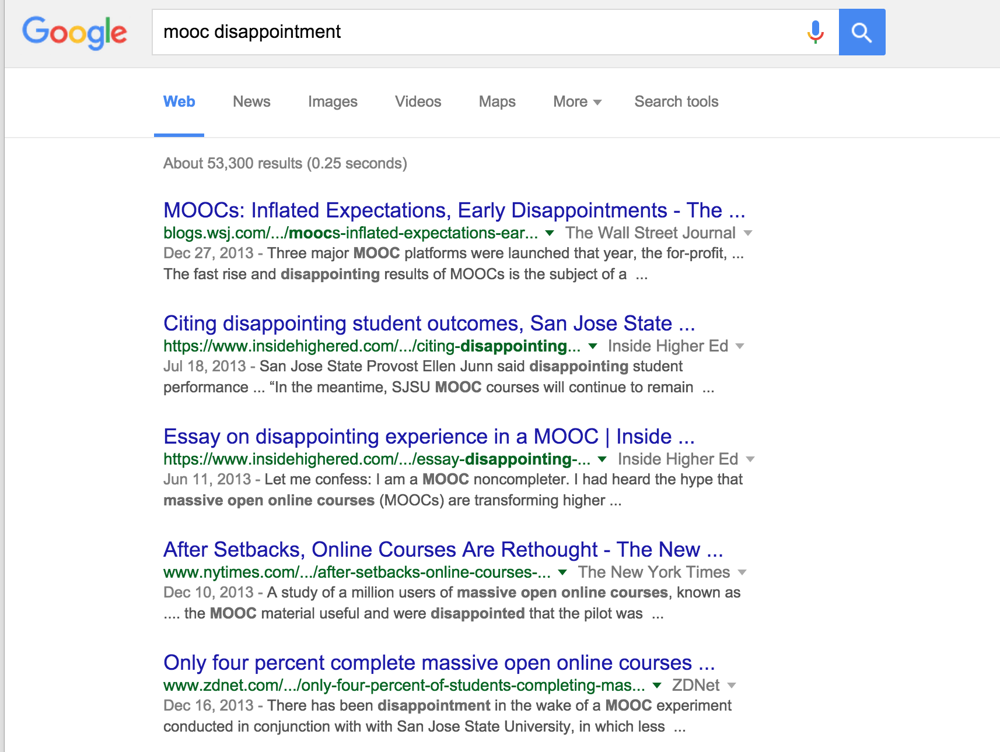 Google
mooc disappointment
Web News Images Videos Maps More Search tools
About 53,300 results (0.25 seconds)
MOOCs: Inflated Expectations, Early Disappointments - The ...
blogs.wsj.com/.../moocs-inflated-expectations-ear... The Wall Street Journal
Dec 27, 2013 - Three major MOOC platforms were launched that year, the for-profit, ...
The fast rise and disappointing results of MOOCs is the subject of a ...
Citing disappointing student outcomes, San Jose State ...
https://www.insidehighered.com/.../citing-disappointing... Inside Higher Ed
Jul 18, 2013 - San Jose State Provost Ellen Junn said disappointing student
performance ... “In the meantime, SJSU MOOC courses will continue to remain ...
Essay on disappointing experience in a MOOC | Inside ...
https://www.insidehighered.com/.../essay-disappointing-... Inside Higher Ed
Jun 11, 2013 - Let me confess: I am a MOOC noncompleter. I had heard the hype that
massive open online courses (MOOCs) are transforming higher ...
After Setbacks, Online Courses Are Rethought - The New ...
www.nytimes.com/.../after-setbacks-online-courses-... The New York Times
Dec 10, 2013 - A study of a million users of massive open online courses, known as
.... the MOOC material useful and were disappointed that the pilot was ...
Only four percent complete massive open online courses ...
www.zdnet.com/.../only-four-percent-of-students-completing-mas... ZDNet
Dec 16, 2013 - There has been disappointment in the wake of a MOOC experiment
conducted in conjunction with with San Jose State University, in which less ...